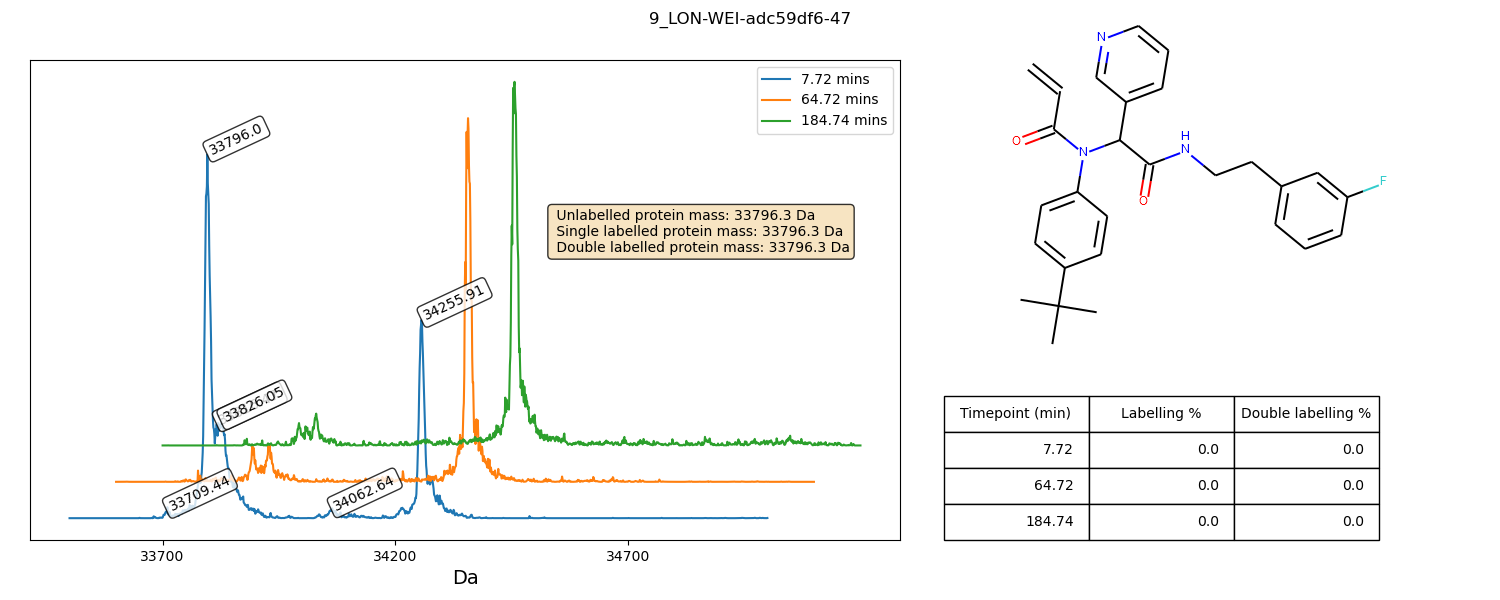 9_LON-WEI-adc59df6-47
7.72 mins
64.72 mins
184.74 mins
33796.0
34255.91
33826.05
33709.44
34062.64
Unlabelled protein mass: 33796.3 Da
Single labelled protein mass: 33796.3 Da
Double labelled protein mass: 33796.3 Da
33700 34200 34700
Da
N
O
N
H
N
O
F
Timepoint (min) Labelling % Double labelling %
7.72 0.0 0.0
64.72 0.0 0.0
184.74 0.0 0.0